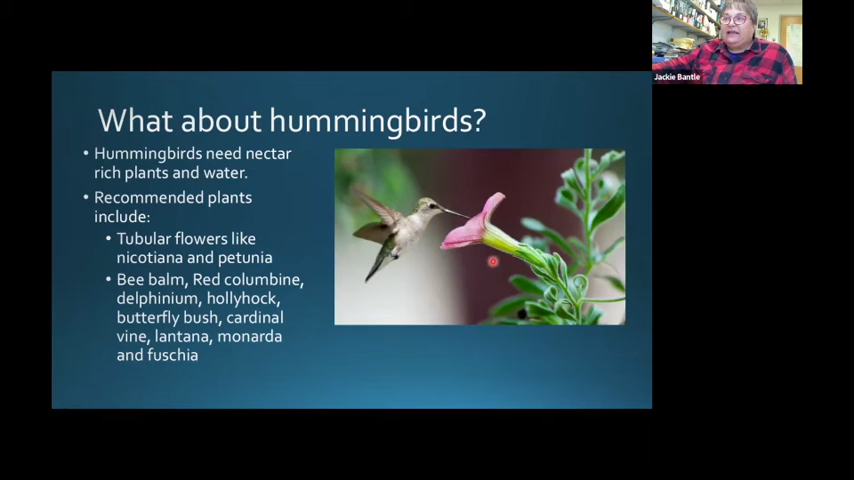 Jackie Bantle
What about hummingbirds?
• Hummingbirds need nectar
rich plants and water.
• Recommended plants
include:
• Tubular flowers like
nicotiana and petunia
• Bee balm, Red columbine,
delphinium, hollyhock,
butterfly bush, cardinal
vine, lantana, monarda
and fuschia